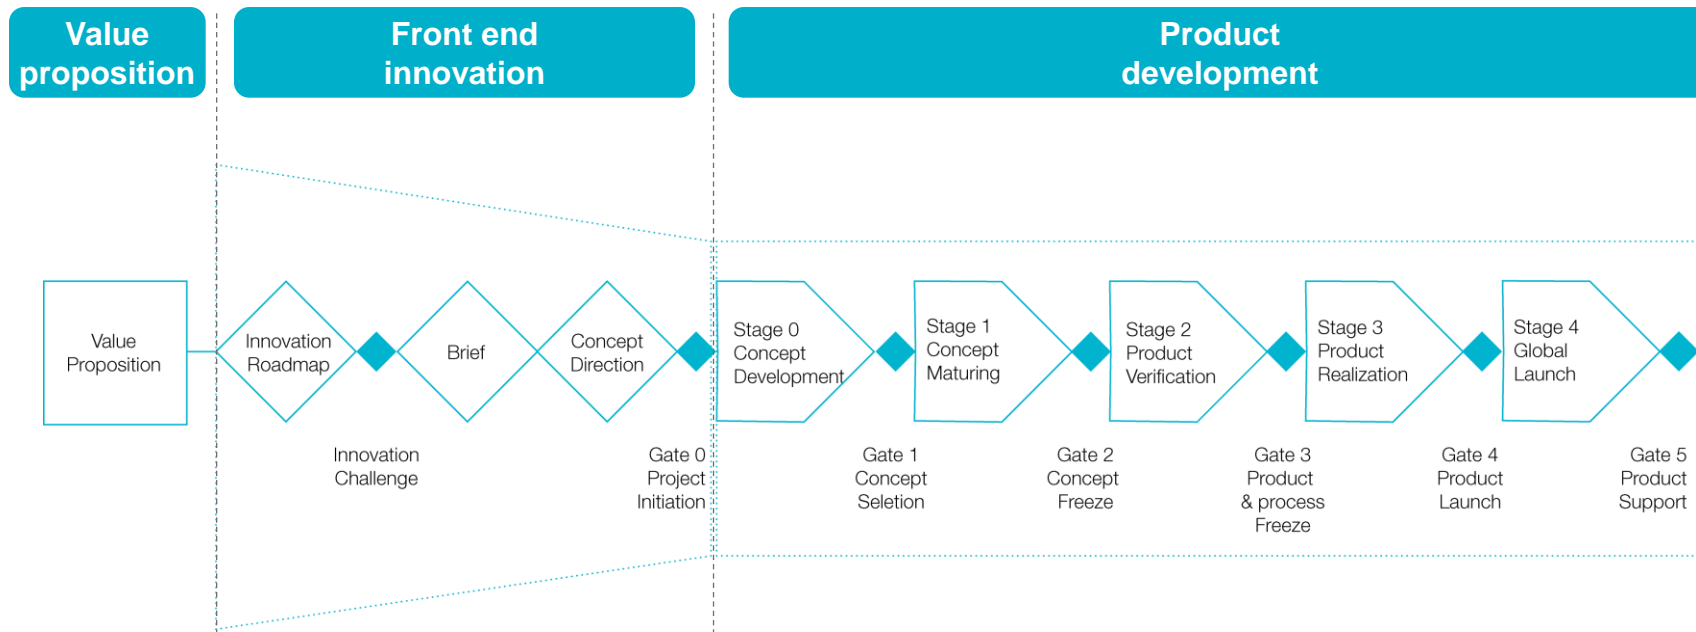 Value
proposition
Front end
innovation
Product
development
Value
Proposition
Innovation
Roadmap
Brief
Concept
Direction
Stage 0
Concept
Development
Stage 1
Concept
Maturing
Stage 2
Product
Verification
Stage 3
Product
Realization
Stage 4
Global
Launch
Innovation
Challenge
Gate 0
Project
Initiation
Gate 1
Concept
Seletion
Gate 2
Concept
Freeze
Gate 3
Product
& process
Freeze
Gate 4
Product
Launch
Gate 5
Product
Support